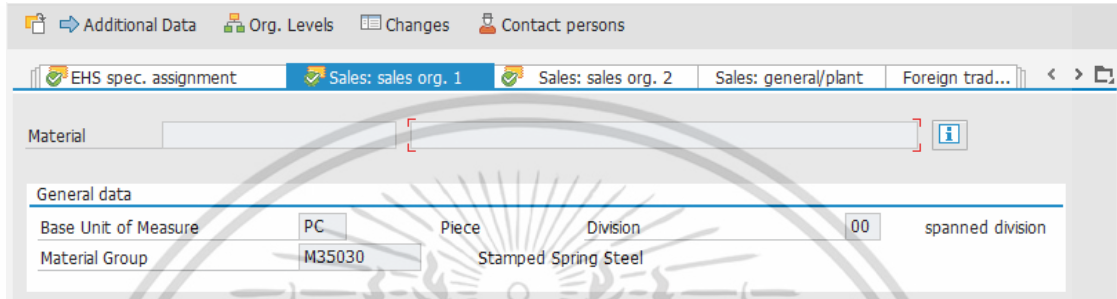 Additional Data Org. Levels Changes Contact persons
EHS spec. assignment Sales: sales org. 1 Sales: sales org. 2 Sales: general/plant Foreign trad...
Material
General data
Base Unit of Measure PC Piece Division 00 spanned division
Material Group M35030 Stamped Spring Steel